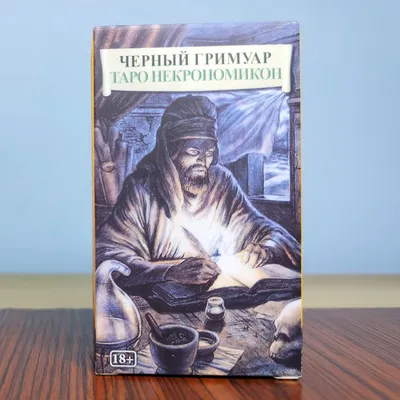 ЧЕРНЫЙ ГРИМУАР
ТАРО НЕКРОНОМИКОН
18+